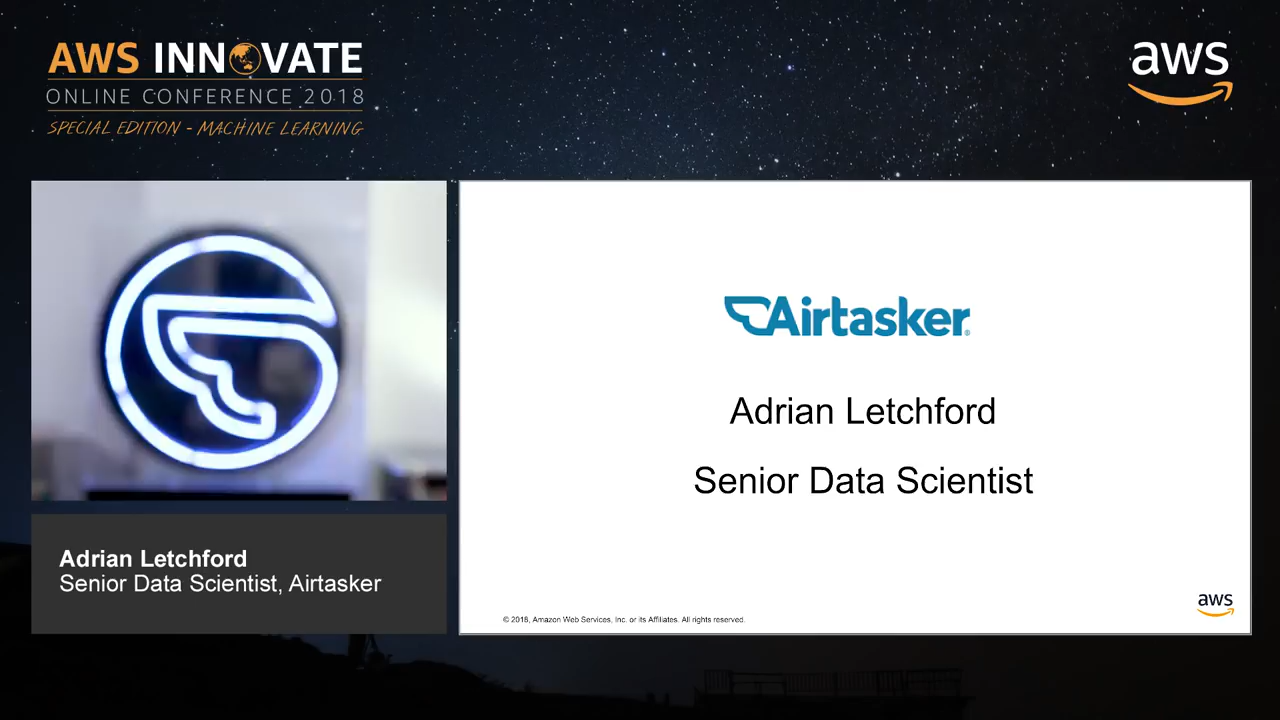 AWS INNOVATE
ONLINE CONFERENCE 2018
SPECIAL EDITION - MACHINE LEARNING
aws
Airtasker®
Adrian Letchford
Senior Data Scientist
Adrian Letchford
Senior Data Scientist, Airtasker
© 2018, Amazon Web Services, Inc. or its Affiliates. All rights reserved.
aws